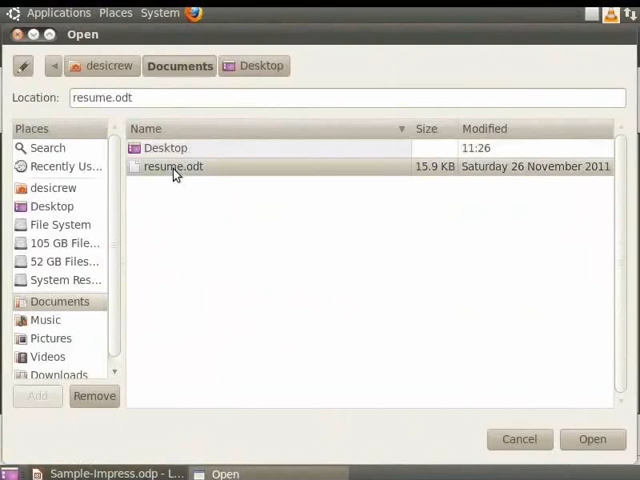 Applications Places System
Open
desicrew Documents Desktop
Location: resume.odt
Places
Search
Recently Us...
desicrew
Desktop
File System
105 GB File...
52 GB Files...
System Res...
Documents
Music
Pictures
Videos
Downloads
Name Size Modified
Desktop 11:26
resume.odt 15.9 KB Saturday 26 November 2011
Add Remove
Cancel Open
Sample-Impress.odp - L... Open